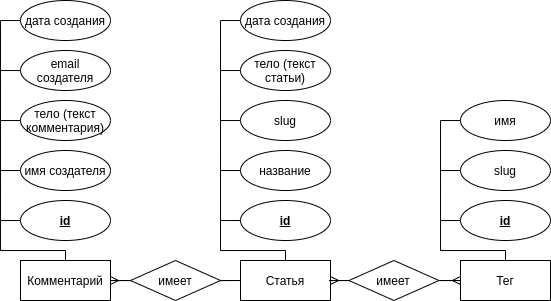 дата создания
email
создателя
тело (текст
комментария)
имя создателя
id
Комментарий
имеет
дата создания
тело (текст
статьи)
slug
название
id
Статья
имеет
имя
slug
id
Тег